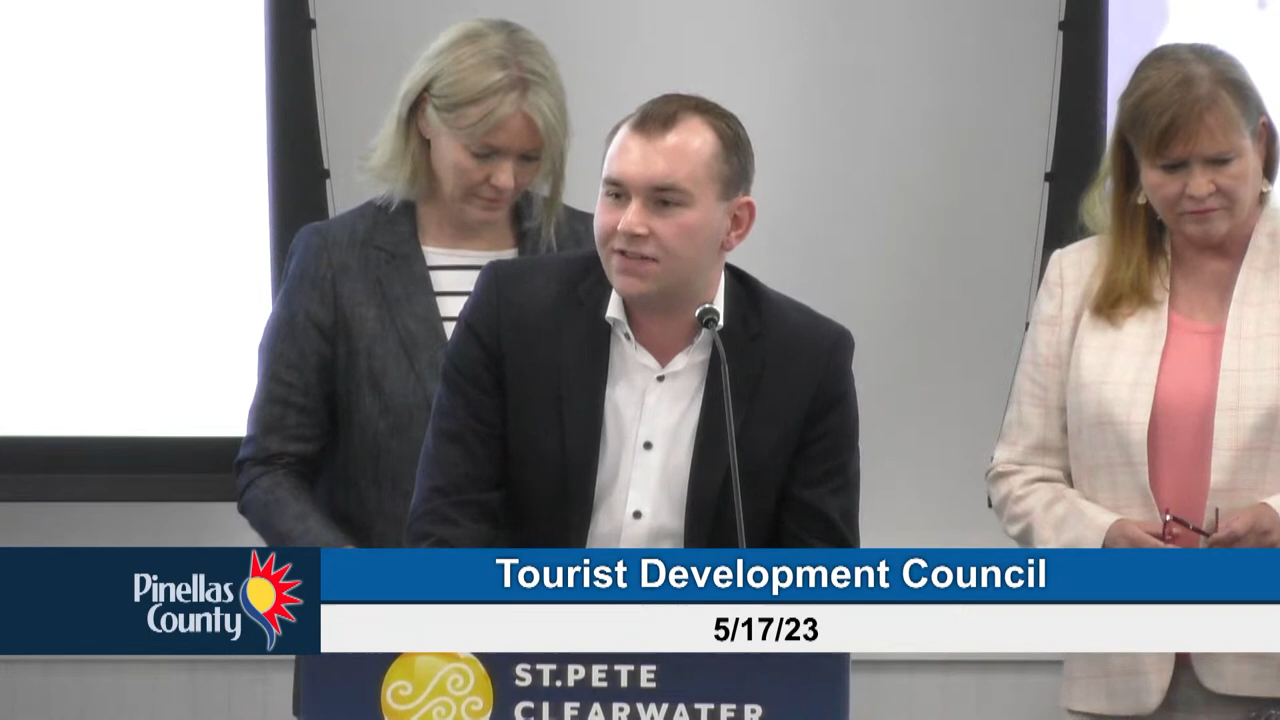 Pinellas
County
Tourist Development Council
5/17/23
ST.PETE
CLEARWATER